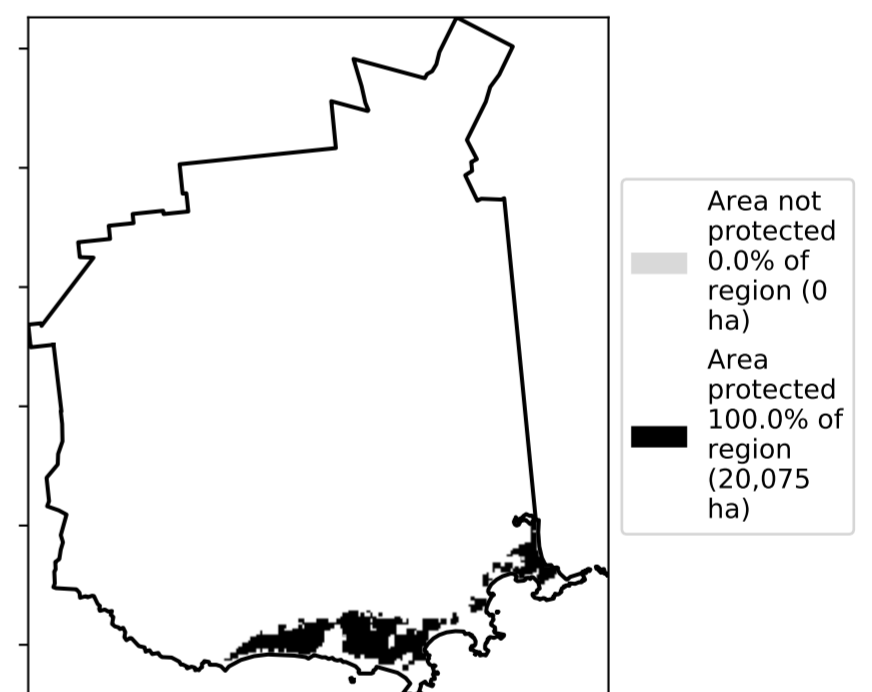 Area not
protected
0.0% of
region (0
ha)
Area
protected
100.0% of
region
(20,075
ha)